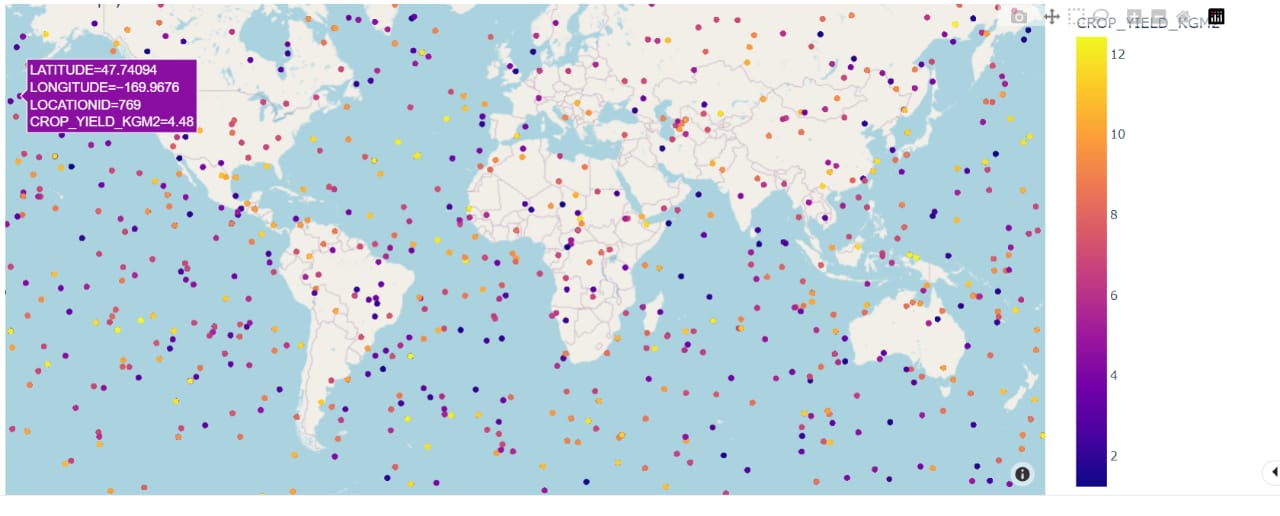 CROP_YIELD_KGM2
LATITUDE=47.74094
LONGITUDE=−169.9676
LOCATIONID=769
CROP_YIELD_KGM2=4.48
12
10
8
6
4
2